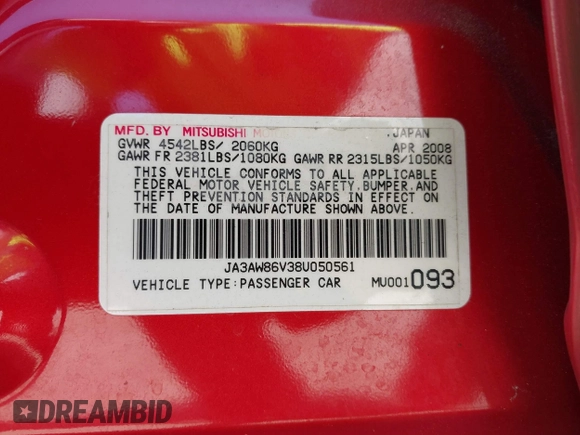 MFD. BY MITSUBISHI
, JAPAN
GVWR 4542LBS/ 2060KG APR 2008
GAWR FR 2381LBS/1080KG GAWR RR 2315LBS/1050KG
THIS VEHICLE CONFORMS TO ALL APPLICABLE
FEDERAL MOTOR VEHICLE SAFETY,BUMPER,AND
THEFT PREVENTION STANDARDS IN EFFECT ON
THE DATE OF MANUFACTURE SHOWN ABOVE.
JA3AW86V38U050561
VEHICLE TYPE:PASSENGER CAR MU001093
DREAMBID